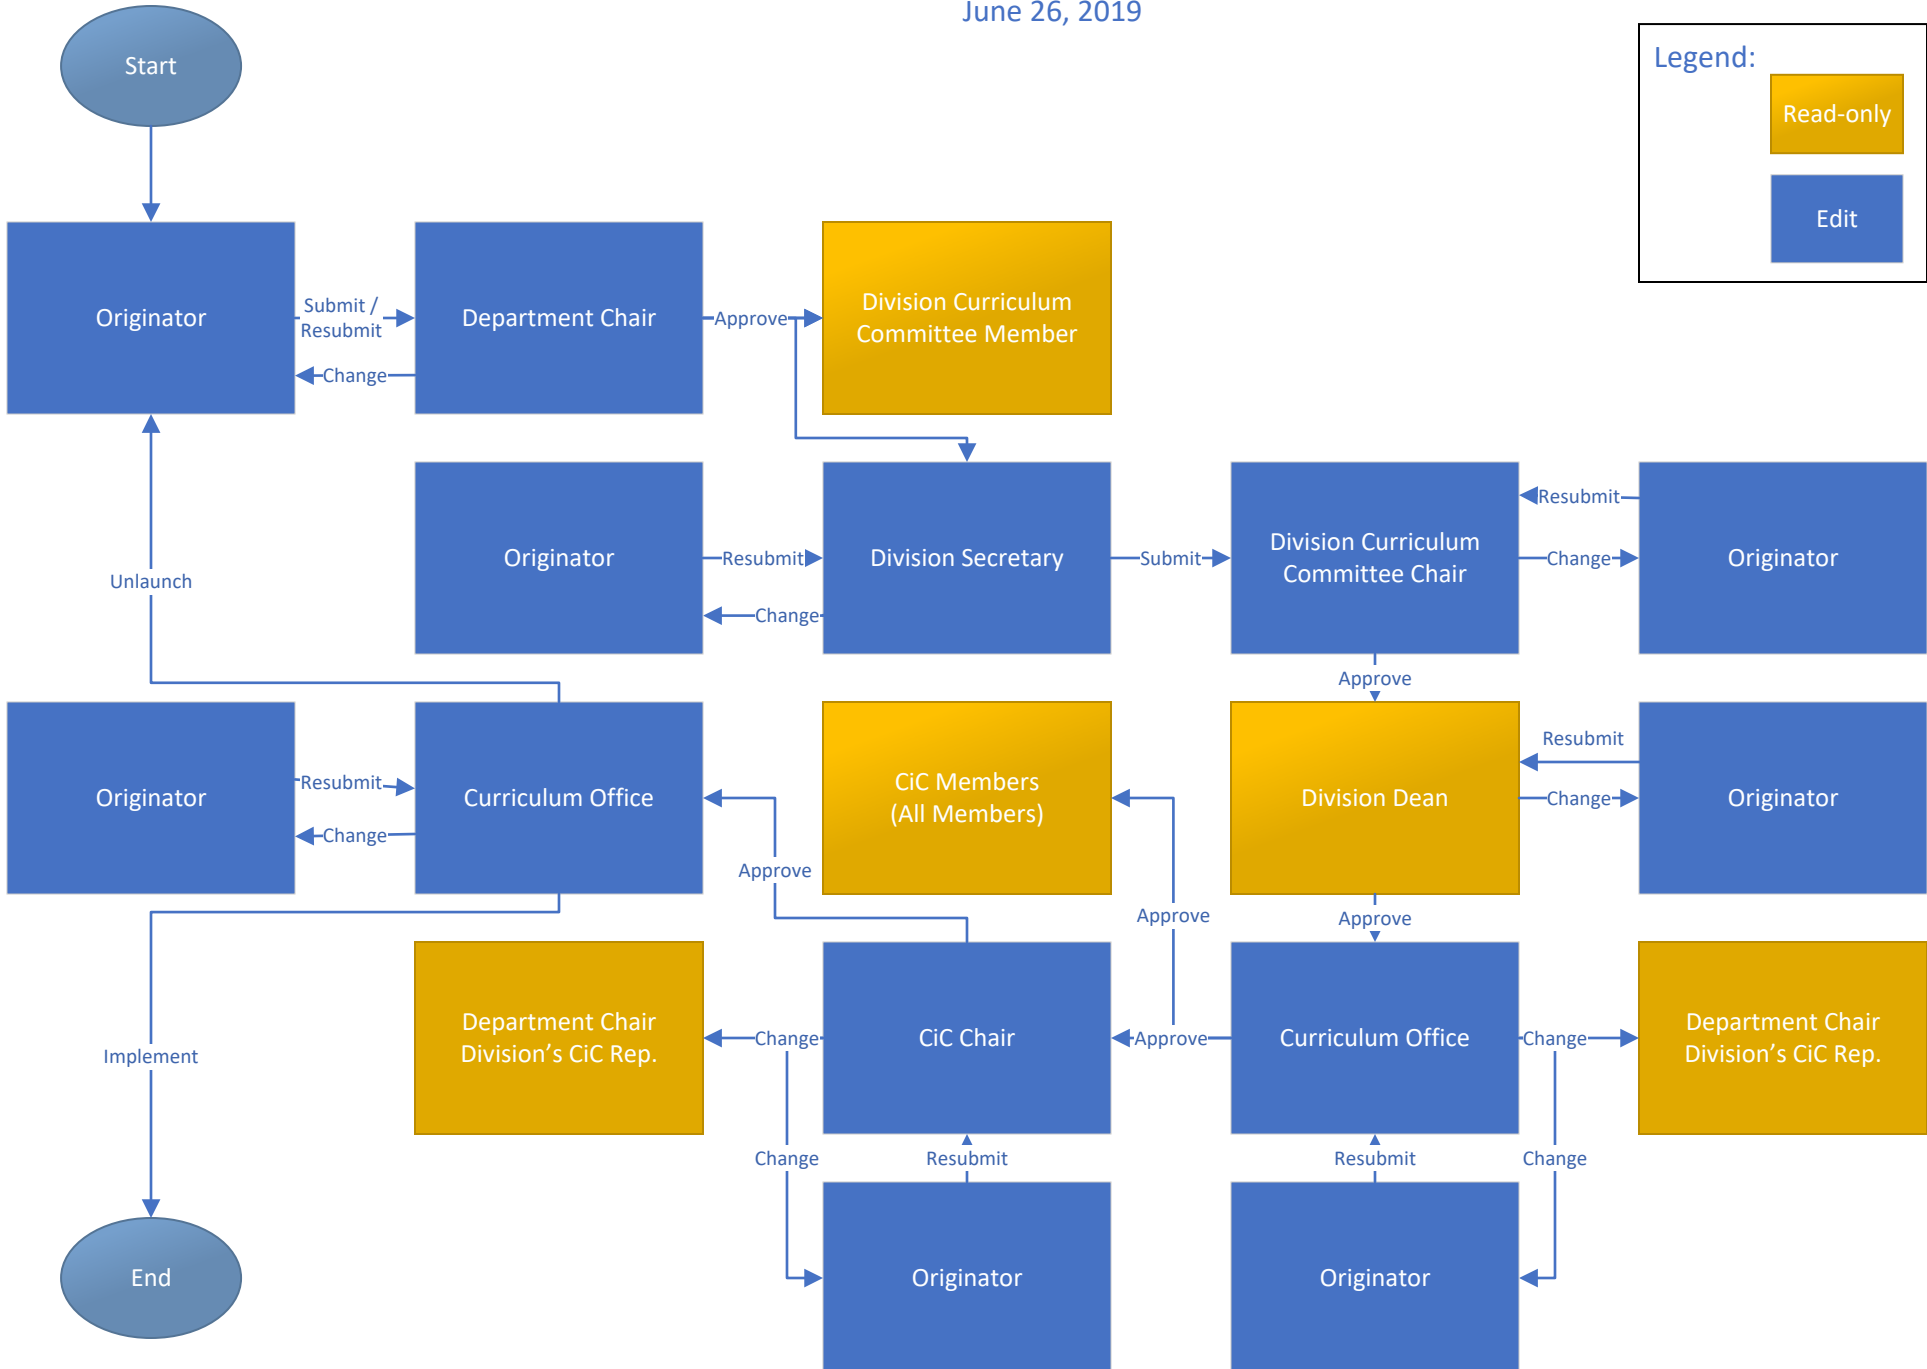 June 26, 2019
Start
Legend:
Read-only
Edit
Originator
Submit /
Resubmit
Change
Department Chair
Approve
Division Curriculum
Committee Member
Originator
Resubmit
Change
Division Secretary
Submit
Division Curriculum
Committee Chair
Resubmit
Change
Originator
Unlaunch
Approve
Originator
Resubmit
Change
Curriculum Office
Approve
CiC Members
(All Members)
Division Dean
Resubmit
Change
Originator
Approve
Approve
Implement
Department Chair
Division’s CiC Rep.
Change
CiC Chair
Approve
Curriculum Office
Change
Department Chair
Division’s CiC Rep.
Change
Resubmit
Resubmit
Change
End
Originator
Originator